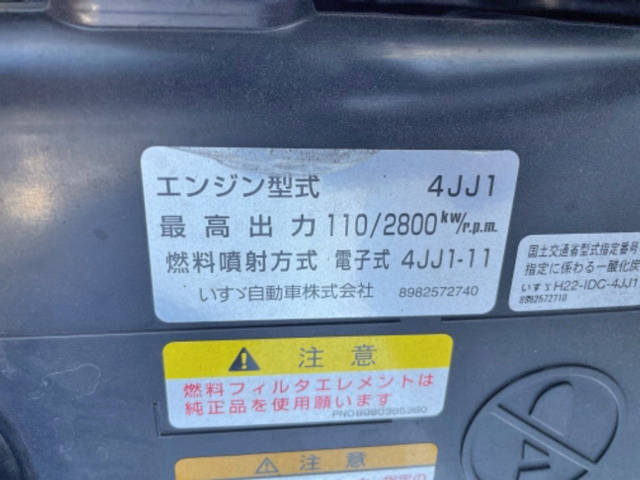 エンジン型式 4JJ1
最高出力 110/2800 kw/r.p.m.
燃料噴射方式 電子式 4JJ1-11
いすゞ自動車株式会社 8982572740
国土交通省型式指定番号
指定に係わる一酸化炭
いすゞH22-IDC-4JJ1
8982572710
注意
燃料フィルタエレメントは
純正品を使用願います
注意